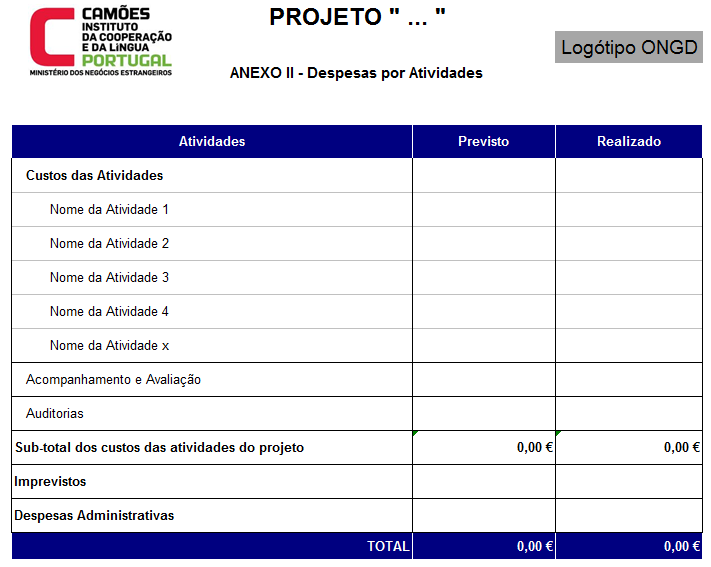 CAMÕES
INSTITUTO
DA COOPERAÇÃO
E DA LÍNGUA
PORTUGAL
MINISTÉRIO DOS NEGÓCIOS ESTRANGEIROS
PROJETO " ... "
Logótipo ONGD
ANEXO II - Despesas por Atividades
Atividades Previsto Realizado
Custos das Atividades
Nome da Atividade 1
Nome da Atividade 2
Nome da Atividade 3
Nome da Atividade 4
Nome da Atividade x
Acompanhamento e Avaliação
Auditorias
Sub-total dos custos das atividades do projeto 0,00 € 0,00 €
Imprevistos
Despesas Administrativas
TOTAL 0,00 € 0,00 €